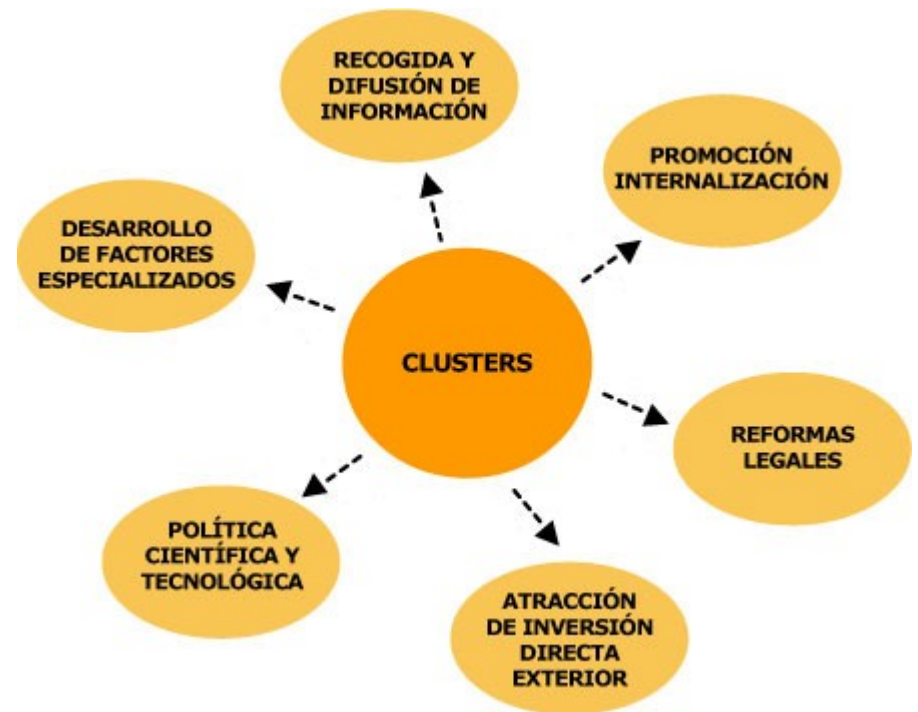 RECOGIDA Y
DIFUSIÓN DE
INFORMACIÓN
PROMOCIÓN
INTERNALIZACIÓN
DESARROLLO
DE FACTORES
ESPECIALIZADOS
CLUSTERS
REFORMAS
LEGALES
POLÍTICA
CIENTÍFICA Y
TECNOLÓGICA
ATRACCIÓN
DE INVERSIÓN
DIRECTA
EXTERIOR